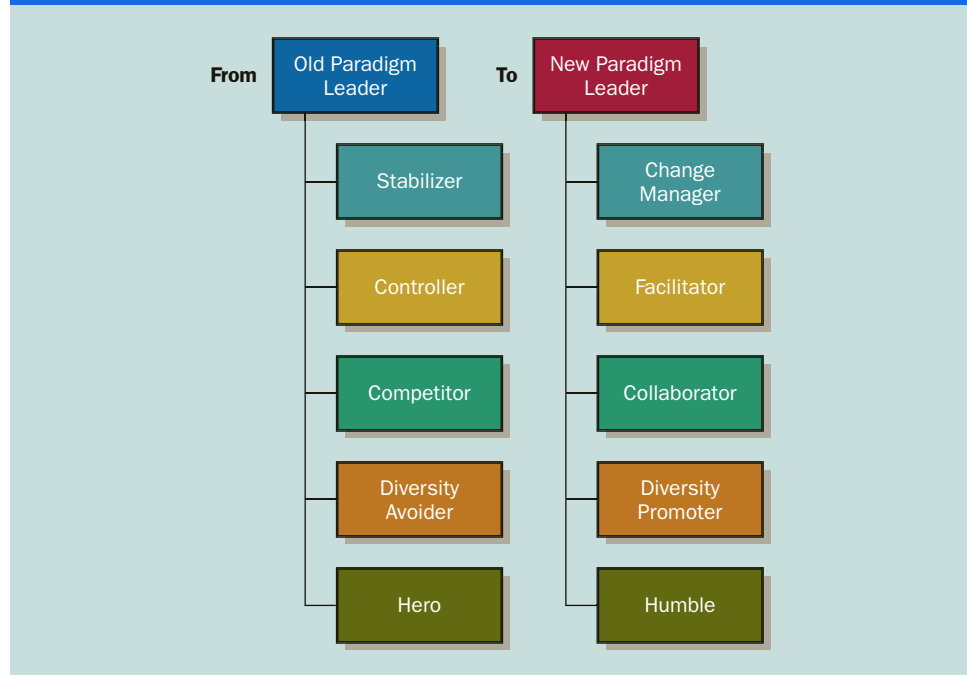 From
Old Paradigm
Leader
To
New Paradigm
Leader
Stabilizer
Change
Manager
Controller
Facilitator
Competitor
Collaborator
Diversity
Avoider
Diversity
Promoter
Hero
Humble